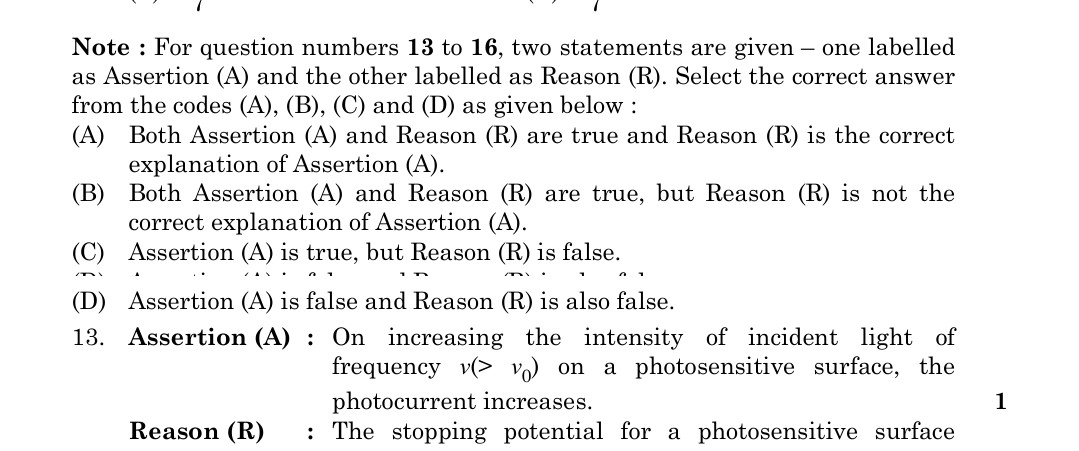 Note : For question numbers 13 to 16, two statements are given – one labelled
as Assertion (A) and the other labelled as Reason (R). Select the correct answer
from the codes (A), (B), (C) and (D) as given below :
(A) Both Assertion (A) and Reason (R) are true and Reason (R) is the correct
explanation of Assertion (A).
(B) Both Assertion (A) and Reason (R) are true, but Reason (R) is not the
correct explanation of Assertion (A).
(C) Assertion (A) is true, but Reason (R) is false.
(D) Assertion (A) is false and Reason (R) is also false.
13. Assertion (A) : On increasing the intensity of incident light of
frequency ν(> ν₀) on a photosensitive surface, the
photocurrent increases. 1
Reason (R) : The stopping potential for a photosensitive surface